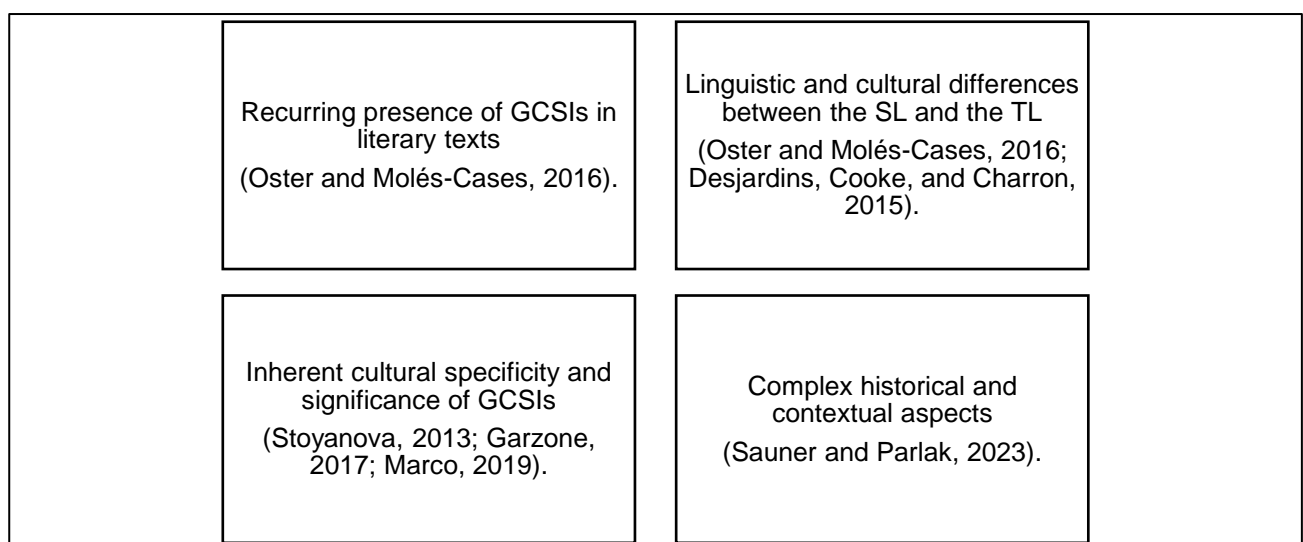 Recurring presence of GCSIs in
literary texts
(Oster and Molés-Cases, 2016).
Linguistic and cultural differences
between the SL and the TL
(Oster and Molés-Cases, 2016;
Desjardins, Cooke, and Charron,
2015).
Inherent cultural specificity and
significance of GCSIs
(Stoyanova, 2013; Garzone,
2017; Marco, 2019).
Complex historical and
contextual aspects
(Sauner and Parlak, 2023).